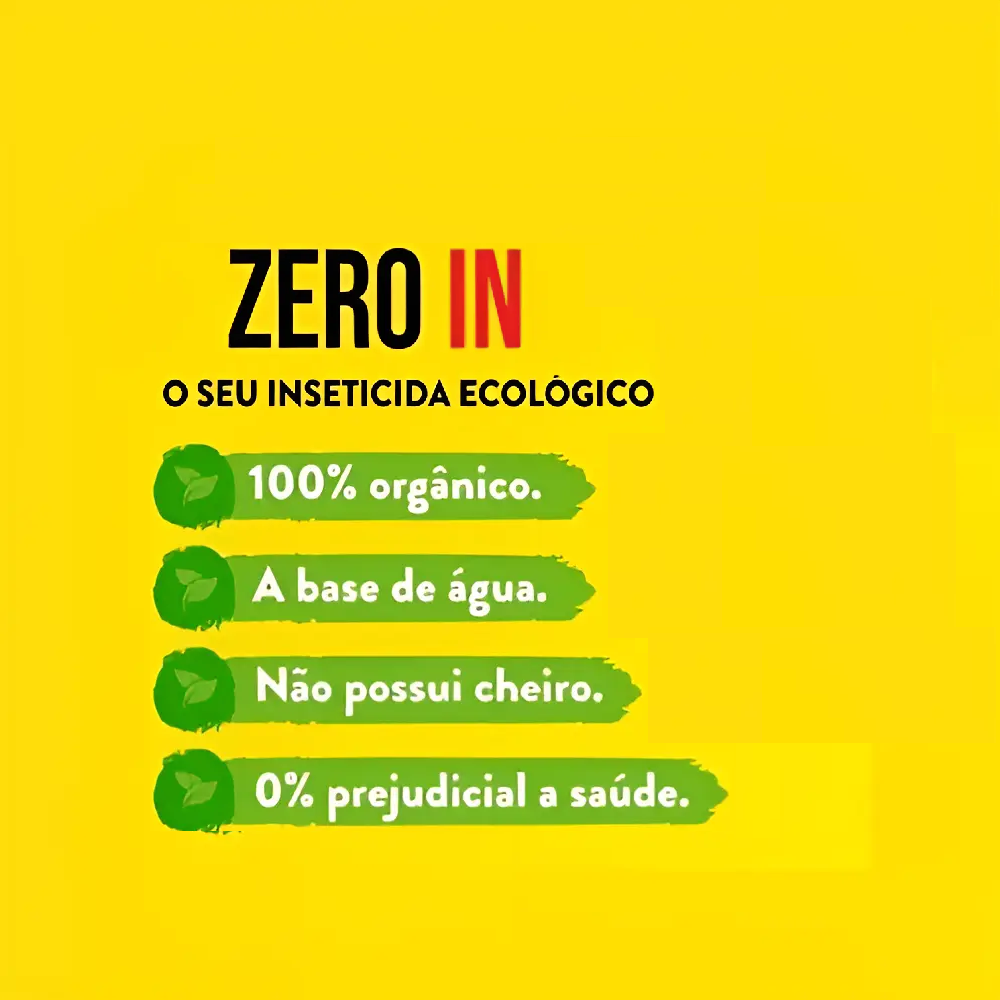 ZERO IN
O SEU INSETICIDA ECOLÓGICO
100% orgânico.
A base de água.
Não possui cheiro.
0% prejudicial a saúde.